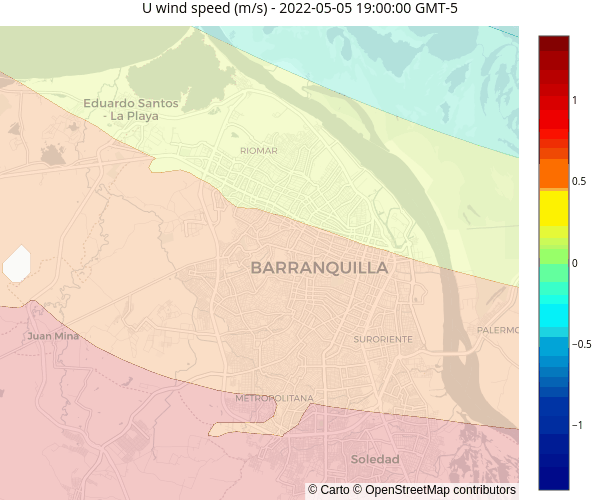 U wind speed (m/s) - 2022-05-05 19:00:00 GMT-5
Eduardo Santos
- La Playa
RIOMAR
BARRANQUILLA
Juan Mina
SURORIENTE
PALERMO
METROPOLITANA
Soledad
© Carto © OpenStreetMap contributors
1
0.5
0
−0.5
−1